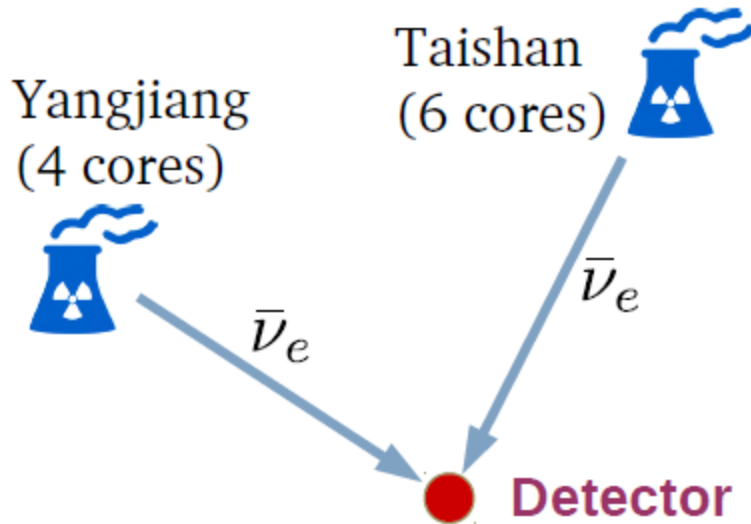 Taishan
(6 cores)
Yangjiang
(4 cores)
ν̄ₑ
ν̄ₑ
Detector